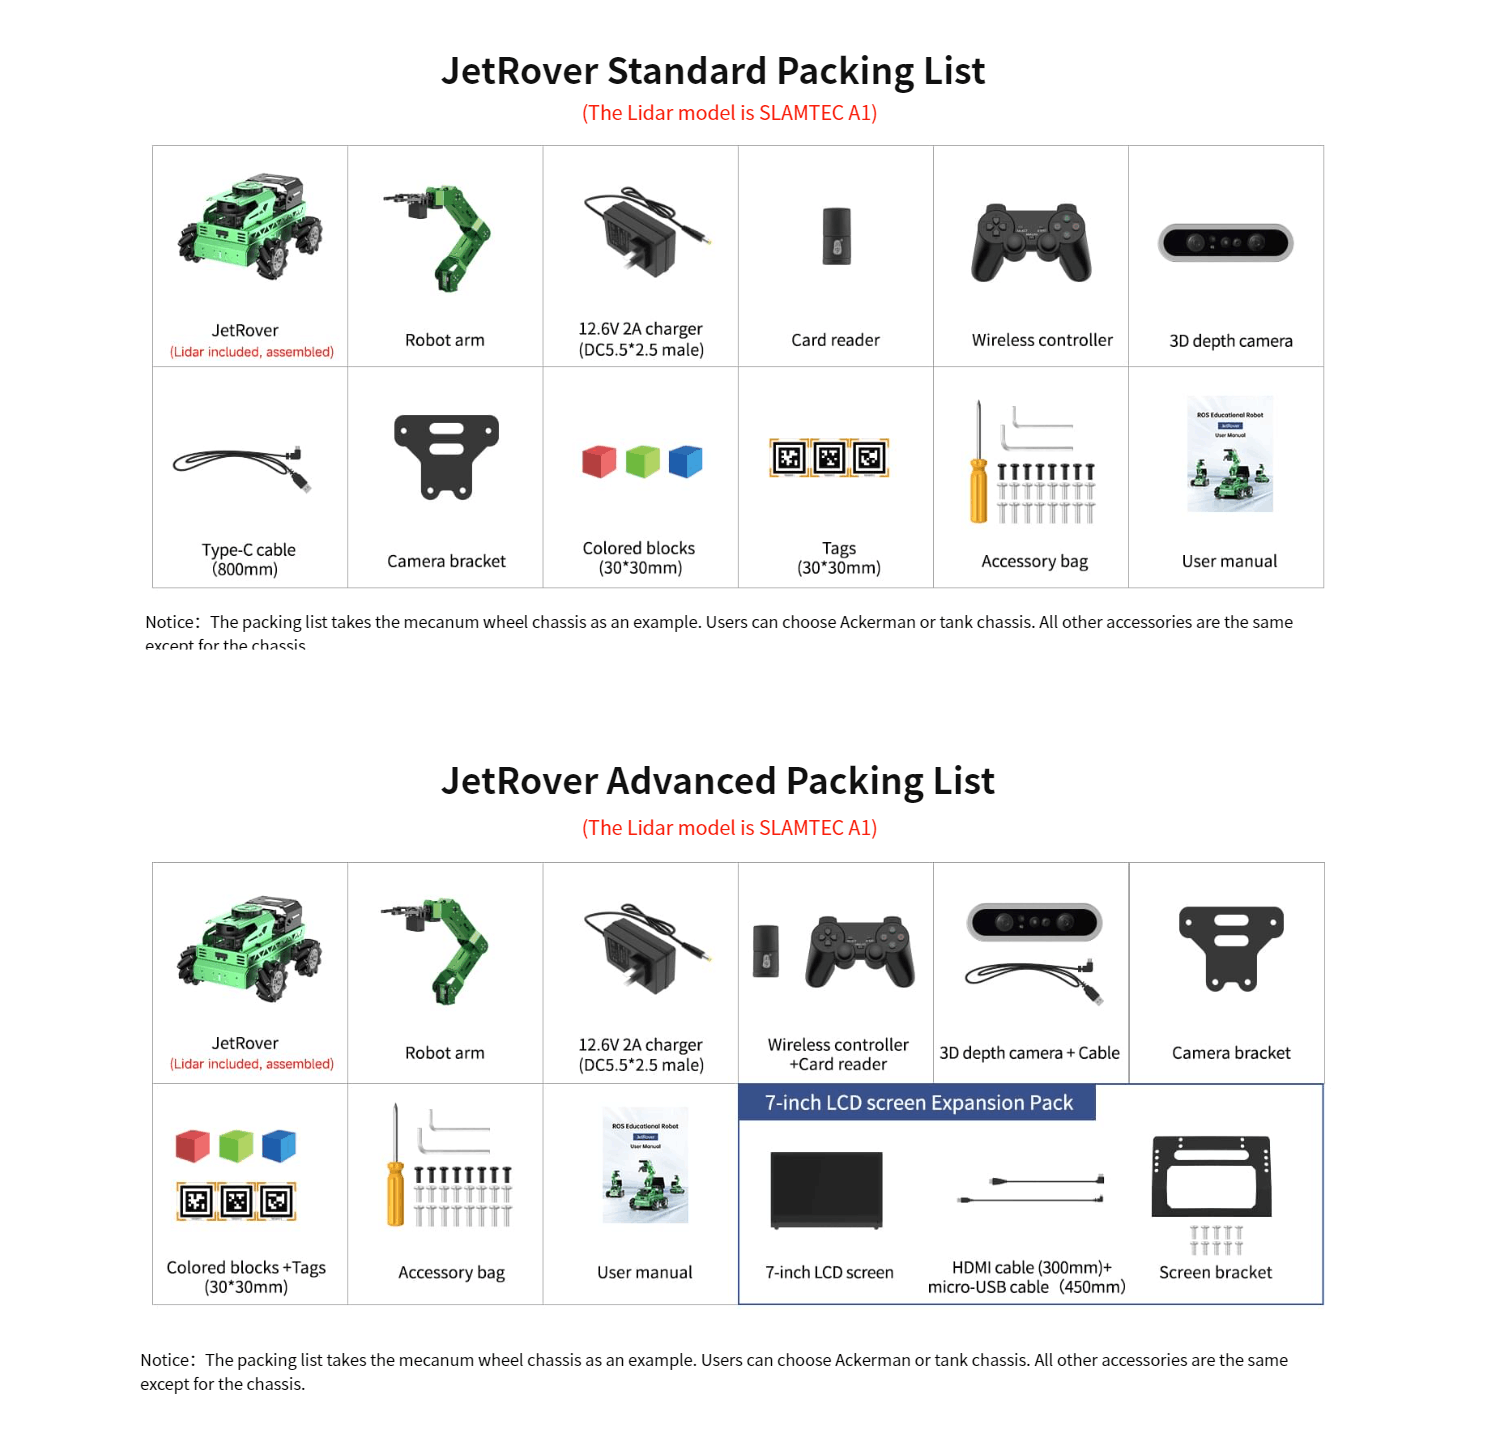 JetRover Standard Packing List
(The Lidar model is SLAMTEC A1)
JetRover
(Lidar included, assembled)
Robot arm
12.6V 2A charger
(DC5.5*2.5 male)
Card reader
Wireless controller
3D depth camera
ROS Educational Robot
JetRover
User Manual
Type-C cable
(800mm)
Camera bracket
Colored blocks
(30*30mm)
Tags
(30*30mm)
Accessory bag
User manual
Notice：The packing list takes the mecanum wheel chassis as an example. Users can choose Ackerman or tank chassis. All other accessories are the same
except for the chassis.
JetRover Advanced Packing List
(The Lidar model is SLAMTEC A1)
JetRover
(Lidar included, assembled)
Robot arm
12.6V 2A charger
(DC5.5*2.5 male)
Wireless controller
+Card reader
3D depth camera + Cable
Camera bracket
7-inch LCD screen Expansion Pack
ROS Educational Robot
JetRover
User Manual
Colored blocks +Tags
(30*30mm)
Accessory bag
User manual
7-inch LCD screen
HDMI cable (300mm)+
micro-USB cable（450mm）
Screen bracket
Notice：The packing list takes the mecanum wheel chassis as an example. Users can choose Ackerman or tank chassis. All other accessories are the same
except for the chassis.